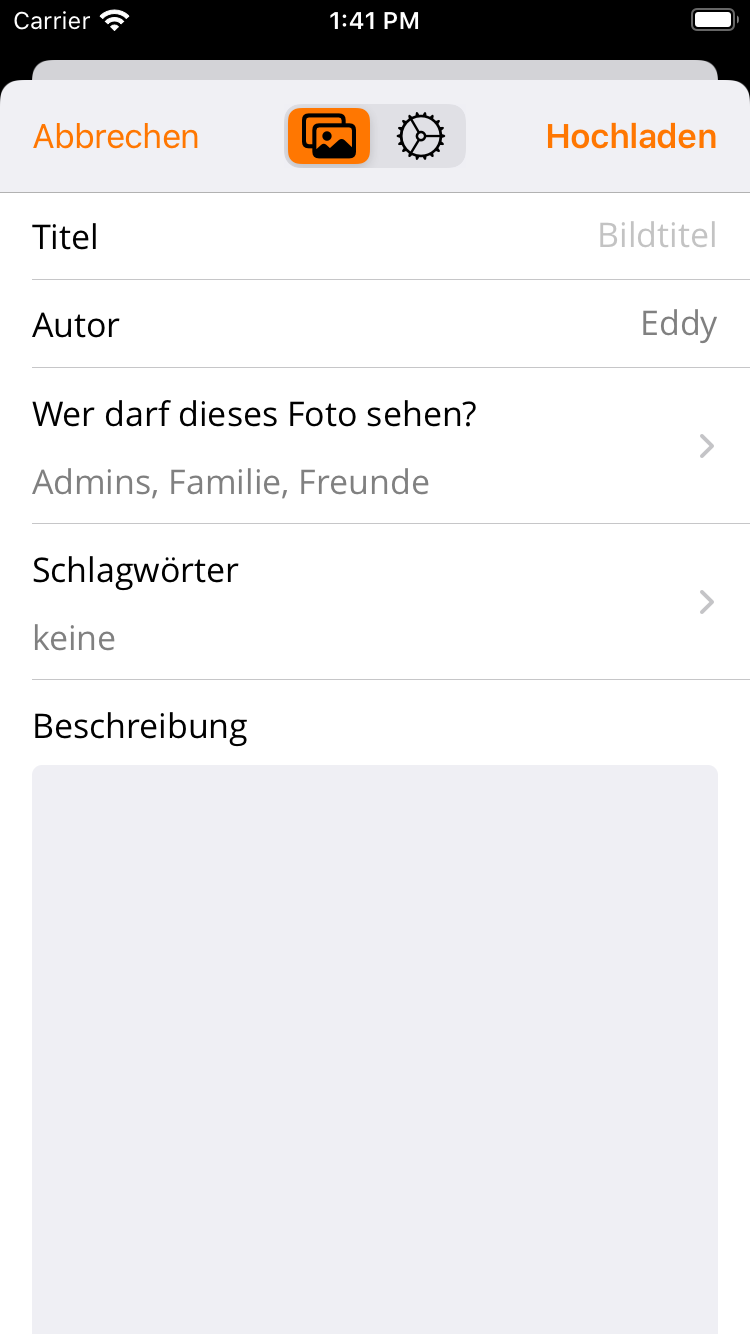 Carrier 1:41 PM
Abbrechen Hochladen
Titel Bildtitel
Autor Eddy
Wer darf dieses Foto sehen?
Admins, Familie, Freunde
Schlagwörter
keine
Beschreibung